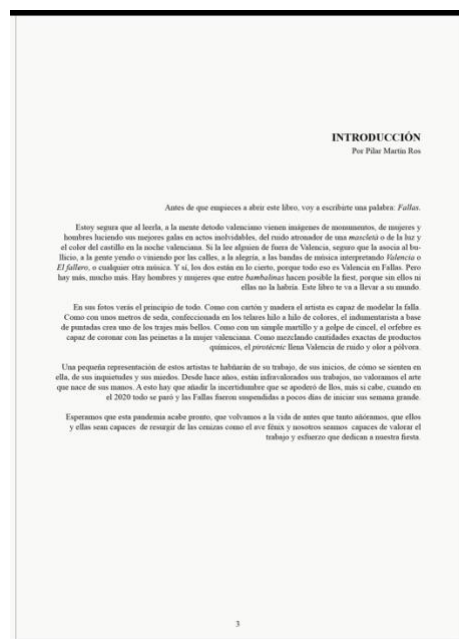 INTRODUCCIÓN
Por Pilar Martín Ros
Antes de que empieces a abrir este libro, voy a escribirte una palabra: Fallas.
Estoy segura que al leerla, a la mente detodo valenciano vienen imágenes de monumentos, de mujeres y
hombres luciendo sus mejores galas en actos inolvidables, del ruido atronador de una mascletà o de la luz y
el color del castillo en la noche valenciana. Si la lee alguien de fuera de Valencia, seguro que la asocia al bu-
llicio, a la gente yendo o viniendo por las calles, a la alegría, a las bandas de música interpretando Valencia o
El fallero, o cualquier otra música. Y sí, los dos están en lo cierto, porque todo eso es Valencia en Fallas. Pero
hay más, mucho más. Hay hombres y mujeres que entre bambalinas hacen posible la fiest, porque sin ellos ni
ellas no la habría. Este libro te va a llevar a su mundo.
En sus fotos verás el principio de todo. Como con cartón y madera el artista es capaz de modelar la falla.
Como con unos metros de seda, confeccionada en los telares hilo a hilo de colores, el indumentarista a base
de puntadas crea uno de los trajes más bellos. Como con un simple martillo y a golpe de cincel, el orfebre es
capaz de coronar con las peinetas a la mujer valenciana. Como mezclando cantidades exactas de productos
químicos, el pirotècnic llena Valencia de ruido y olor a pólvora.
Una pequeña representación de estos artistas te hablarán de su trabajo, de sus inicios, de cómo se sienten en
ella, de sus inquietudes y sus miedos. Desde hace años, están infravalorados sus trabajos, no valoramos el arte
que nace de sus manos. A esto hay que añadir la incertidumbre que se apoderó de llos, más si cabe, cuando en
el 2020 todo se paró y las Fallas fueron suspendidas a pocos días de iniciar sus semana grande.
Esperamos que esta pandemia acabe pronto, que volvamos a la vida de antes que tanto añóramos, que ellos
y ellas sean capaces de resurgir de las cenizas como el ave fénix y nosotros seamos capaces de valorar el
trabajo y esfuerzo que dedican a nuestra fiesta.
3